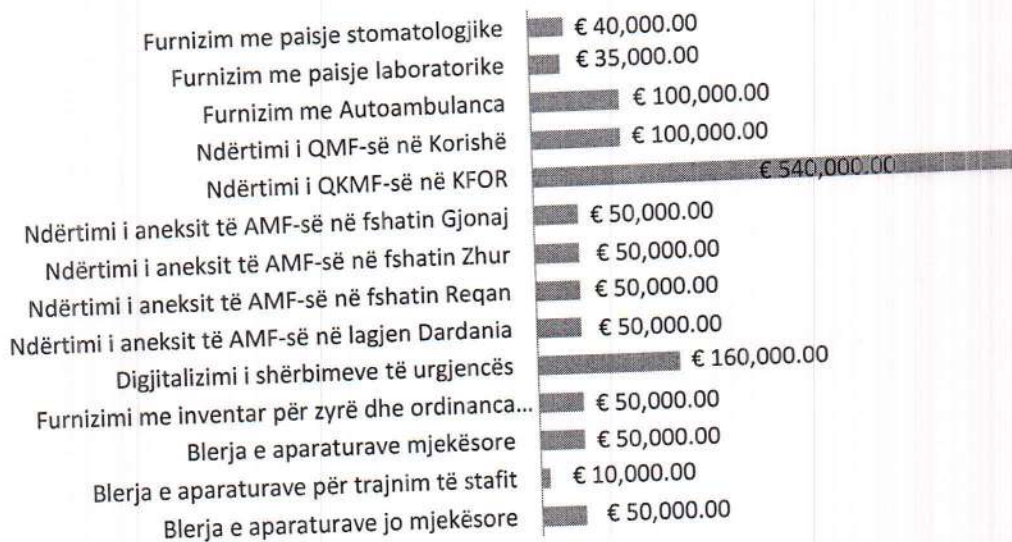 Furnizim me paisje stomatologjike € 40,000.00
Furnizim me paisje laboratorike € 35,000.00
Furnizim me Autoambulanca € 100,000.00
Ndërtimi i QMF-së në Korishë € 100,000.00
Ndërtimi i QKMF-së në KFOR € 540,000.00
Ndërtimi i aneksit të AMF-së në fshatin Gjonaj € 50,000.00
Ndërtimi i aneksit të AMF-së në fshatin Zhur € 50,000.00
Ndërtimi i aneksit të AMF-së në fshatin Reqan € 50,000.00
Ndërtimi i aneksit të AMF-së në lagjen Dardania € 50,000.00
Digjitalizimi i shërbimeve të urgjencës € 160,000.00
Furnizimi me inventar për zyrë dhe ordinanca... € 50,000.00
Blerja e aparaturave mjekësore € 50,000.00
Blerja e aparaturave për trajnim të stafit € 10,000.00
Blerja e aparaturave jo mjekësore € 50,000.00